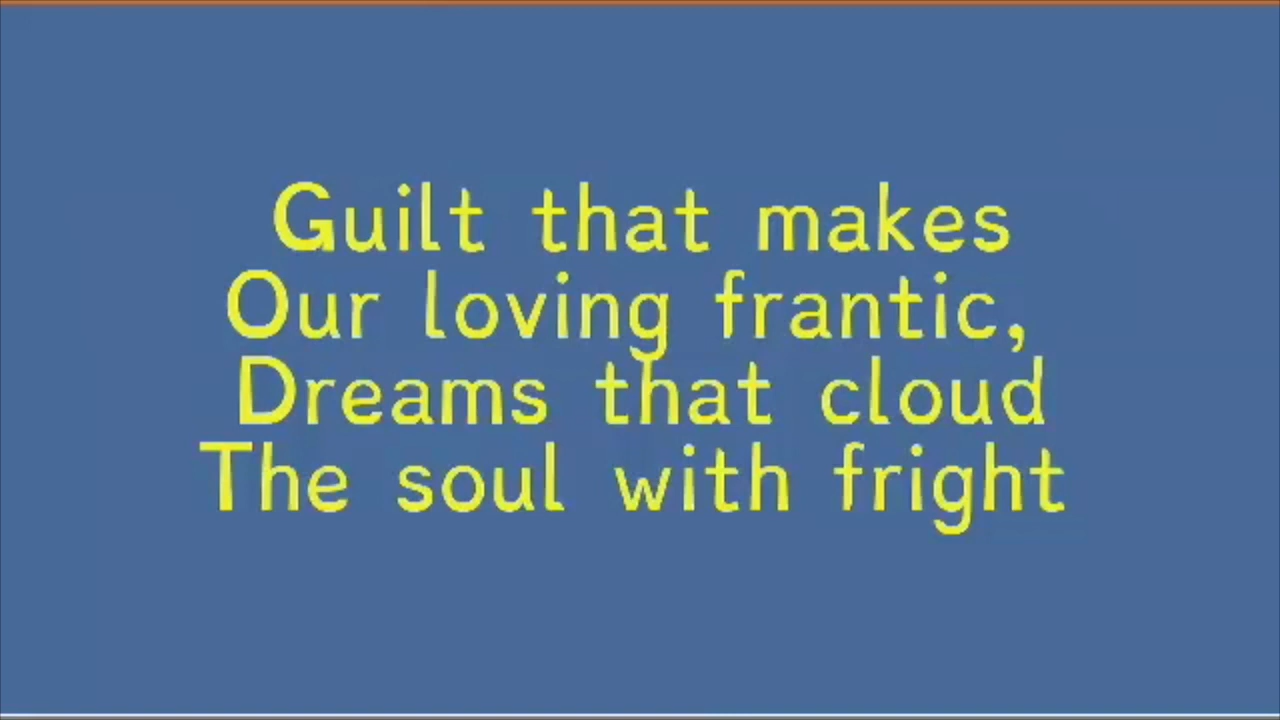 Guilt that makes
Our loving frantic,
Dreams that cloud
The soul with fright